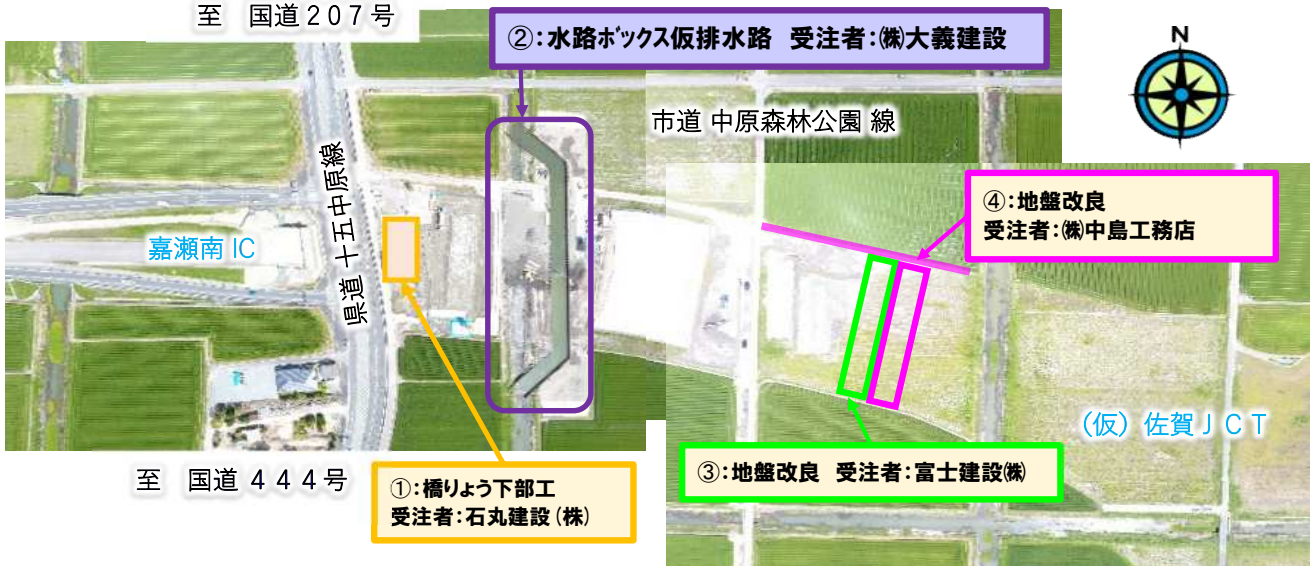 至　国道207号
②:水路ボックス仮排水路　受注者:㈱大義建設
N
市道 中原森林公園 線
県道 十五中原線
④:地盤改良
受注者:㈱中島工務店
嘉瀬南 IC
（仮）佐賀ＪＣＴ
③:地盤改良　受注者:富士建設㈱
至　国道 ４４４号
①:橋りょう下部工
受注者:石丸建設（株）